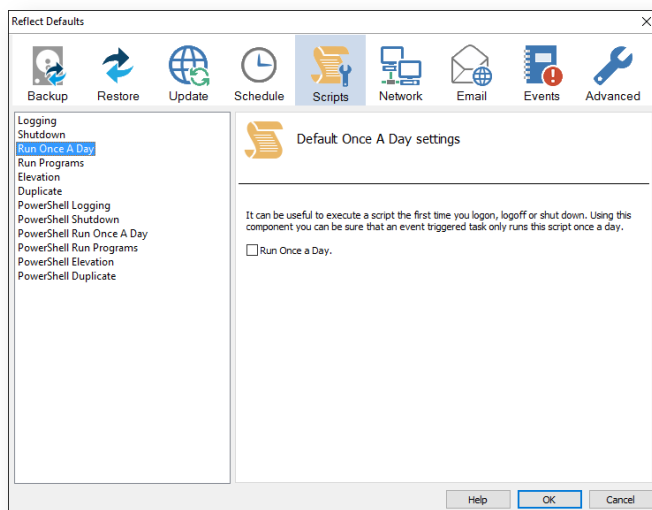 Reflect Defaults
Backup
Restore
Update
Schedule
Scripts
Network
Email
Events
Advanced
Logging
Shutdown
Run Once A Day
Run Programs
Elevation
Duplicate
PowerShell Logging
PowerShell Shutdown
PowerShell Run Once A Day
PowerShell Run Programs
PowerShell Elevation
PowerShell Duplicate
Default Once A Day settings
It can be useful to execute a script the first time you logon, logoff or shut down. Using this
component you can be sure that an event triggered task only runs this script once a day.
Run Once a Day.
Help
OK
Cancel